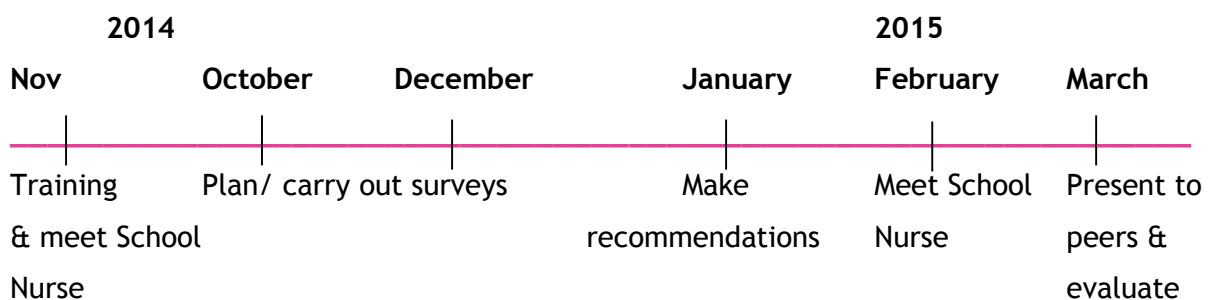 2014 2015
Nov October December January February March
Training Plan/ carry out surveys Make Meet School Present to
& meet School recommendations Nurse peers &
Nurse evaluate